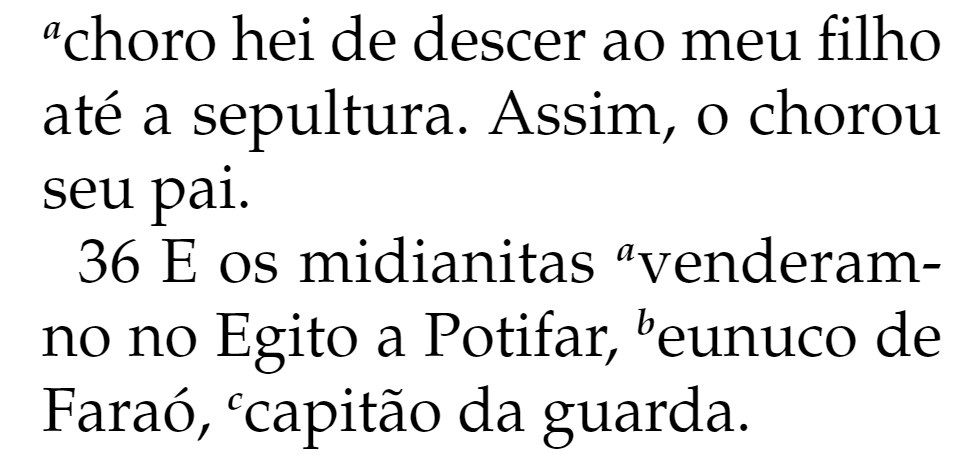 ᵃchoro hei de descer ao meu filho
até a sepultura. Assim, o chorou
seu pai.
36 E os midianitas ᵃvenderam-
no no Egito a Potifar, ᵇeunuco de
Faraó, ᶜcapitão da guarda.